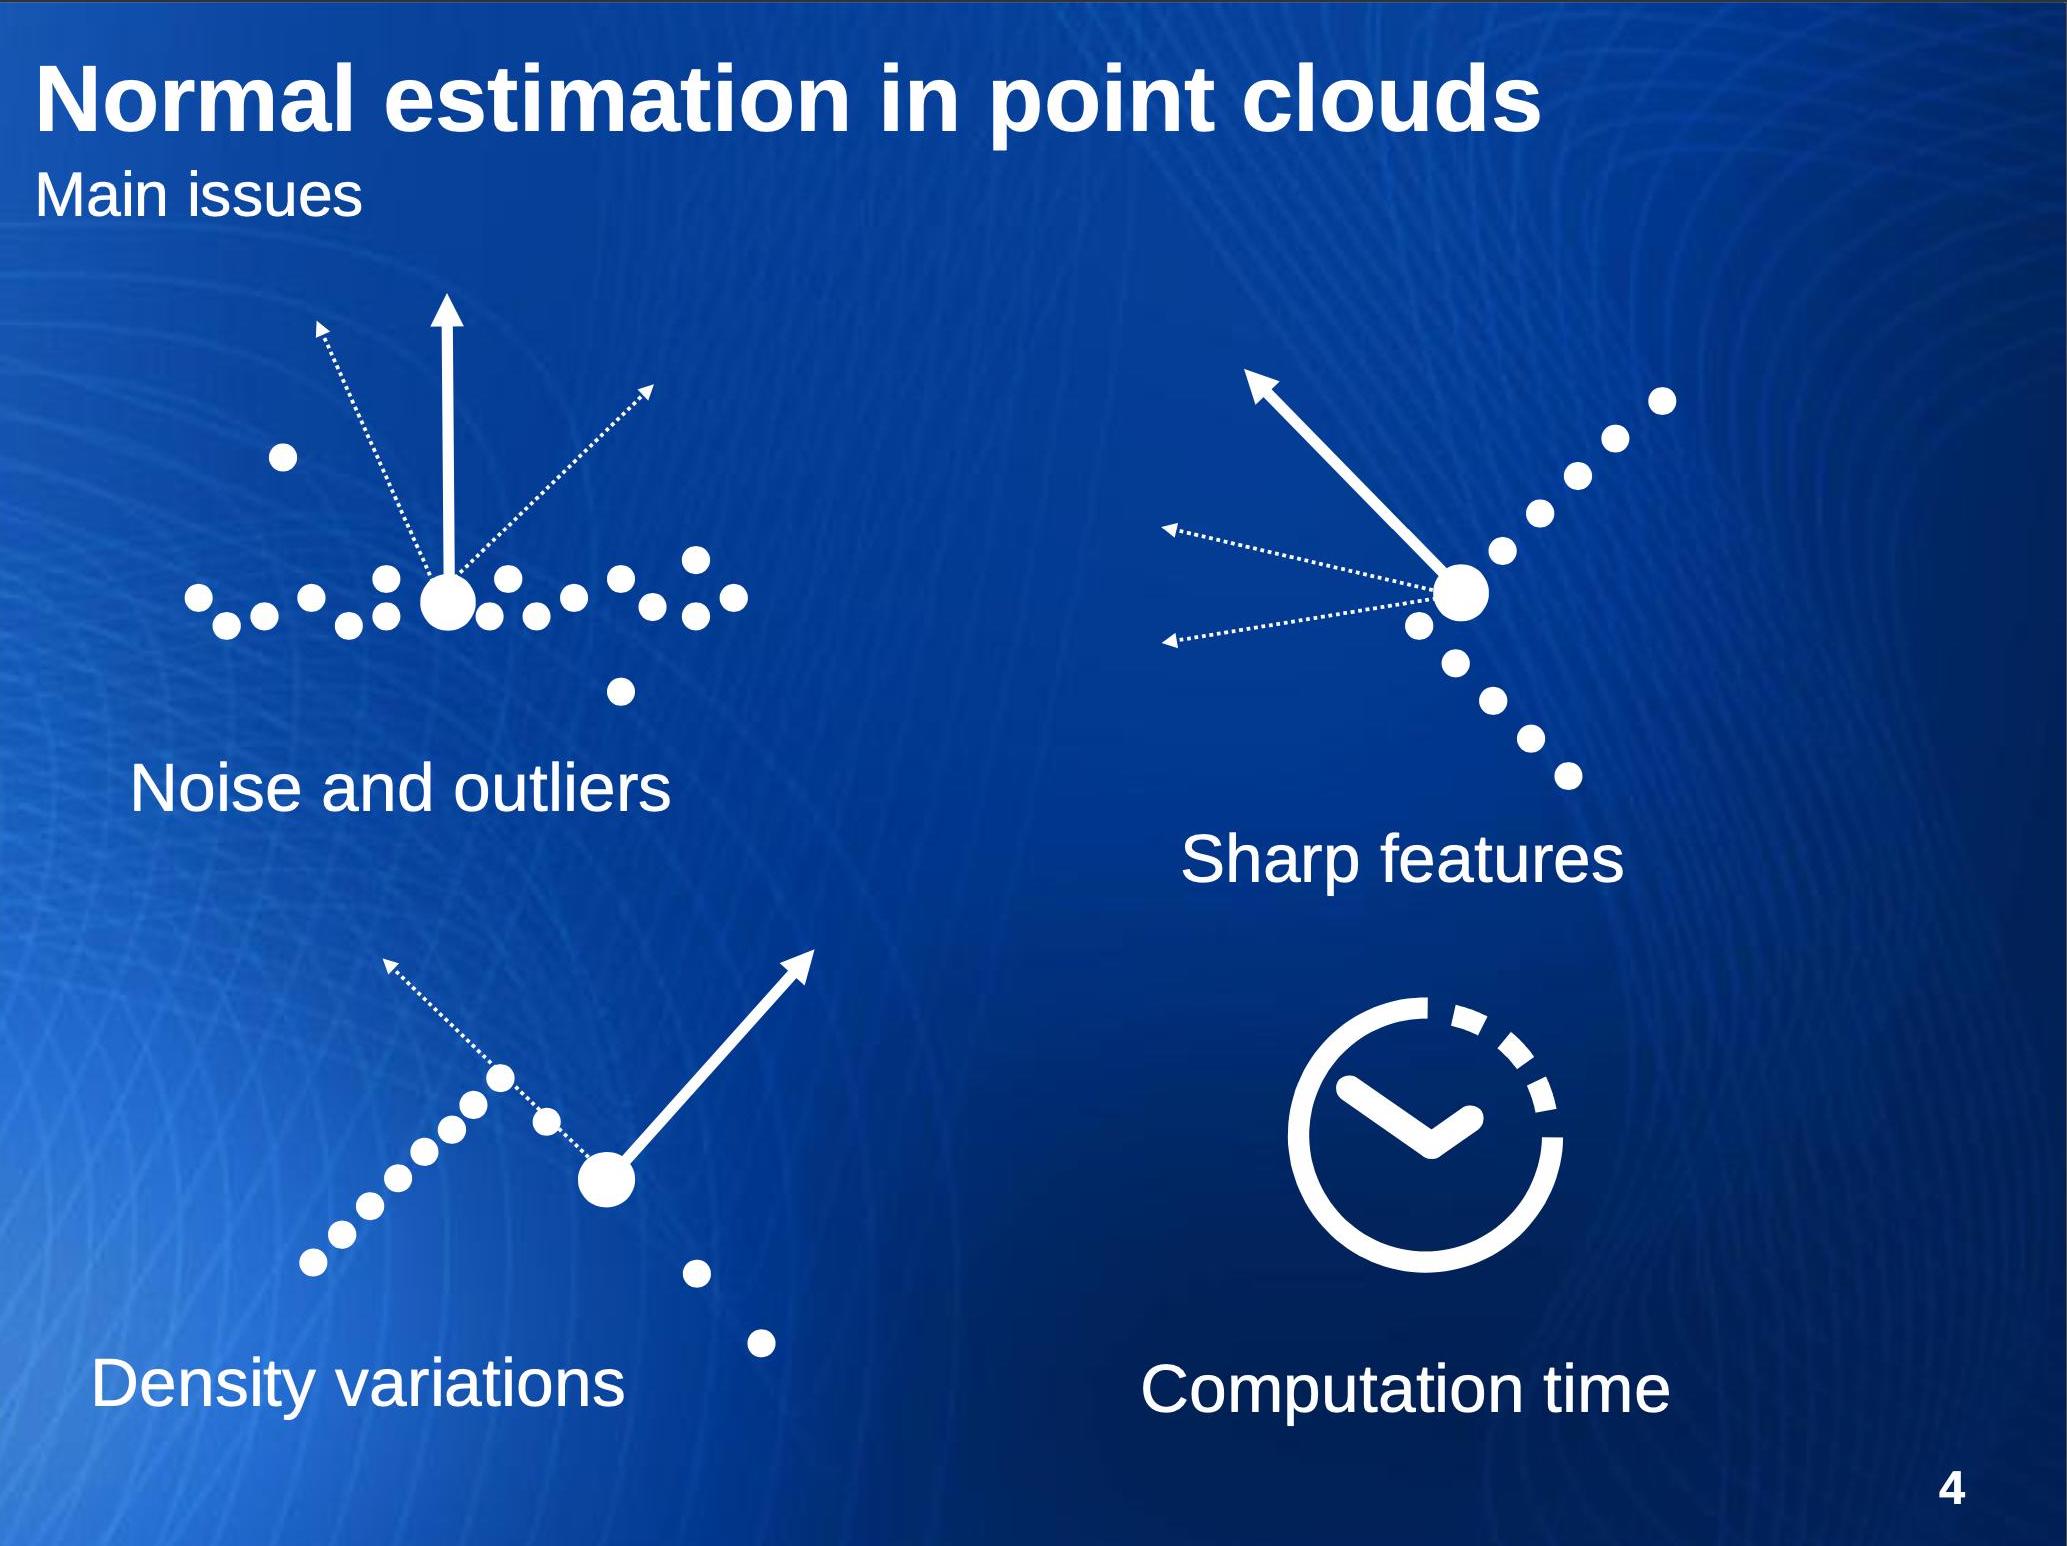 Normal estimation in point clouds
Main issues
Noise and outliers
Sharp features
Density variations
Computation time
4